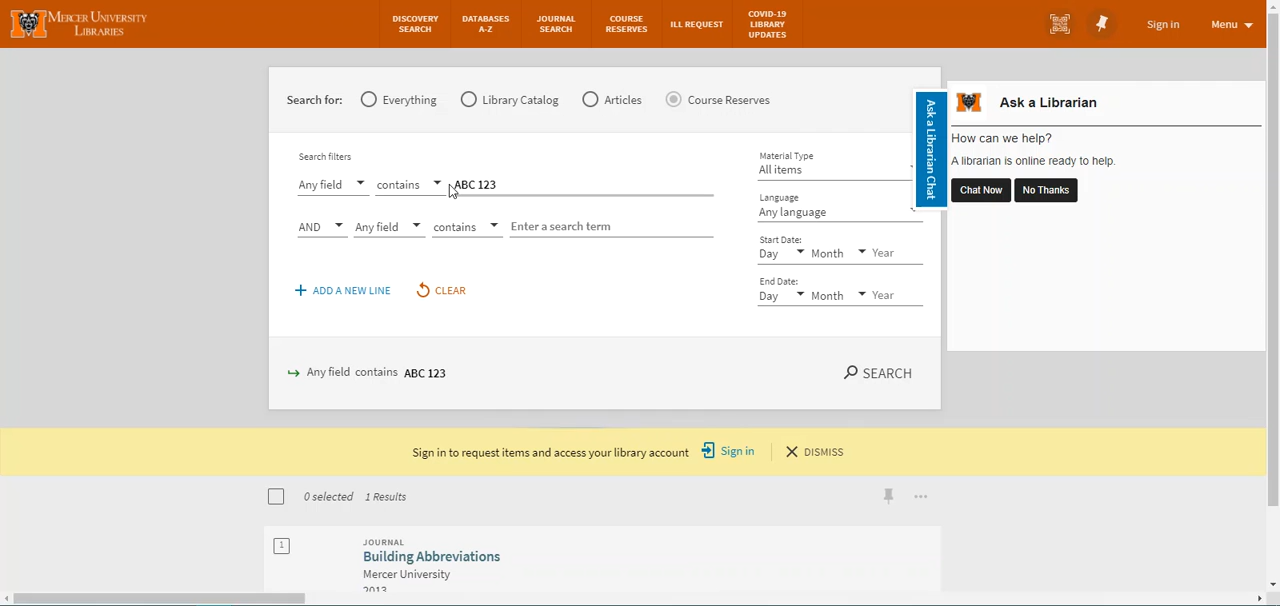 MERCER UNIVERSITY
LIBRARIES
DISCOVERY
SEARCH
DATABASES
A-Z
JOURNAL
SEARCH
COURSE
RESERVES
ILL REQUEST
COVID-19
LIBRARY
UPDATES
Sign in
Menu
Search for:
Everything
Library Catalog
Articles
Course Reserves
Search filters
Any field
contains
ABC 123
AND
Any field
contains
Enter a search term
ADD A NEW LINE
CLEAR
Material Type
All items
Language
Any language
Start Date:
Day
Month
Year
End Date:
Day
Month
Year
Any field contains ABC 123
SEARCH
Ask a Librarian Chat
Ask a Librarian
How can we help?
A librarian is online ready to help.
Chat Now
No Thanks
Sign in to request items and access your library account
Sign in
DISMISS
0 selected
1 Results
1
JOURNAL
Building Abbreviations
Mercer University
2013